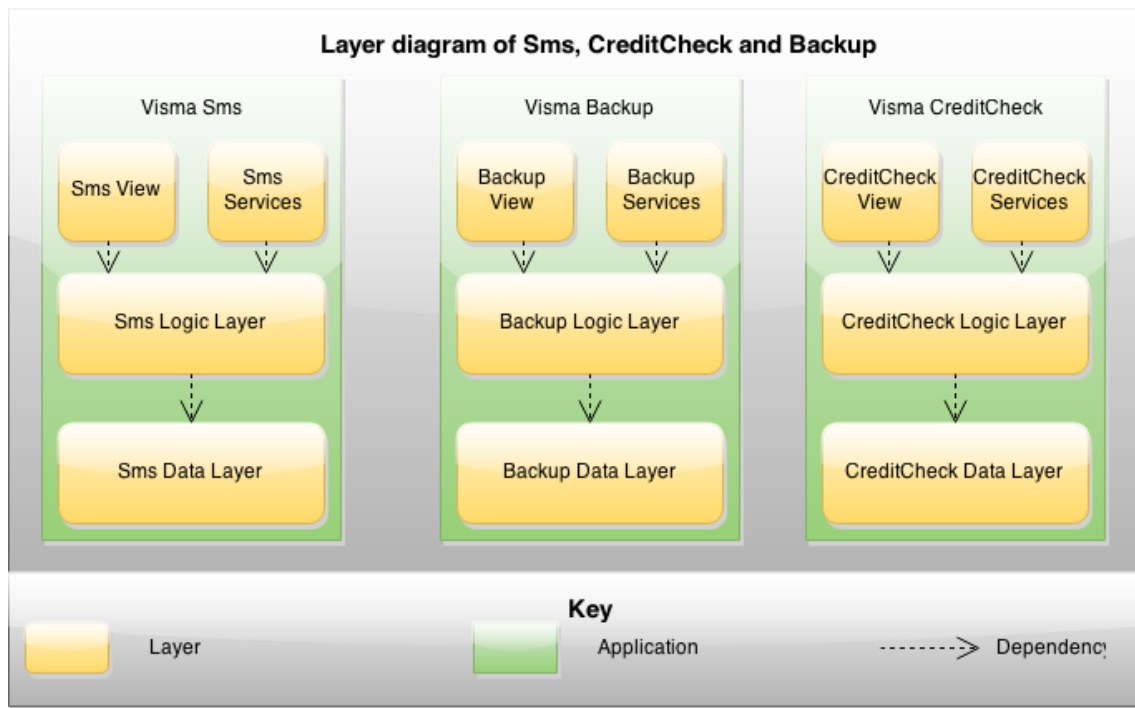 Layer diagram of Sms, CreditCheck and Backup
Visma Sms
Visma Backup
Visma CreditCheck
Sms View
Sms
Services
Backup
View
Backup
Services
CreditCheck
View
CreditCheck
Services
Sms Logic Layer
Backup Logic Layer
CreditCheck Logic Layer
Sms Data Layer
Backup Data Layer
CreditCheck Data Layer
Key
Layer
Application
Dependency